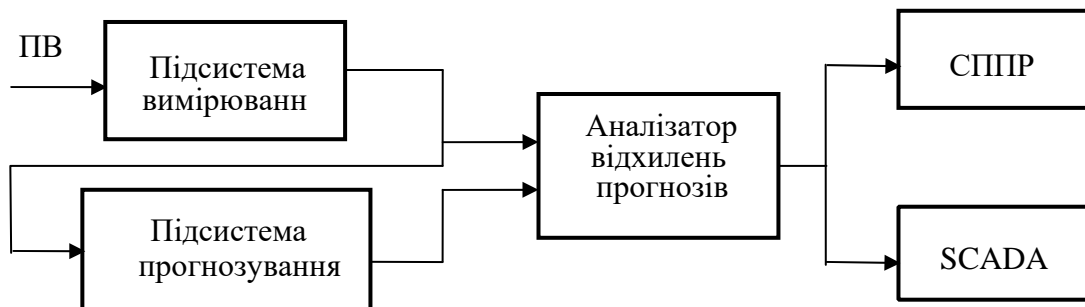 ПВ
Підсистема
вимірюванн
Аналізатор
відхилень
прогнозів
Підсистема
прогнозування
СППР
SCADA